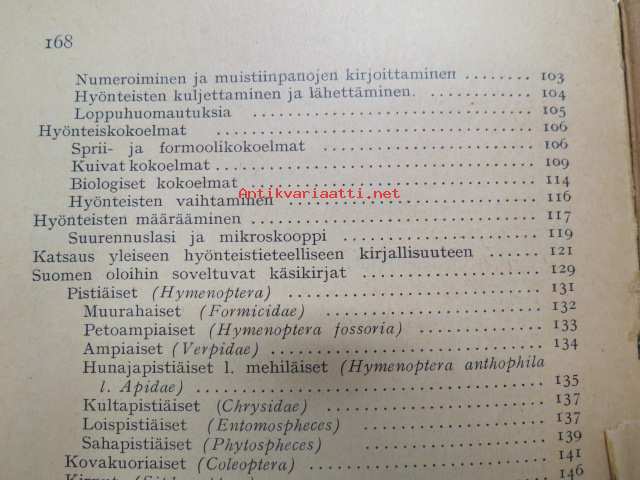 168
Numeroiminen ja muistiinpanojen kirjoittaminen ........ 103
Hyönteisten kuljettaminen ja lähettäminen. ............ 104
Loppuhuomautuksia ............ 105
Hyönteiskokoelmat ............ 106
Sprii- ja formoolikokoelmat ............ 106
Kuivat kokoelmat ............ 109
Biologiset kokoelmat ............ 114
Antikvariaatti.net
Hyönteisten vaihtaminen ............ 116
Hyönteisten määrääminen ............ 117
Suurennuslasi ja mikroskooppi ............ 119
Katsaus yleiseen hyönteistieteelliseen kirjallisuuteen ...... 121
Suomen oloihin soveltuvat käsikirjat ............ 129
Pistiäiset (Hymenoptera) ............ 131
Muurahaiset (Formicidae) ............ 132
Petoampiaiset (Hymenoptera fossoria) ............ 133
Ampiaiset (Verpidae) ............ 134
Hunajapistiäiset l. mehiläiset (Hymenoptera anthophila
l. Apidae) ............ 135
Kultapistiäiset (Chrysidae) ............ 137
Loispistiäiset (Entomospheces) ............ 137
Sahapistiäiset (Phytospheces) ............ 139
Kovakuoriaiset (Coleoptera) ............ 141
146